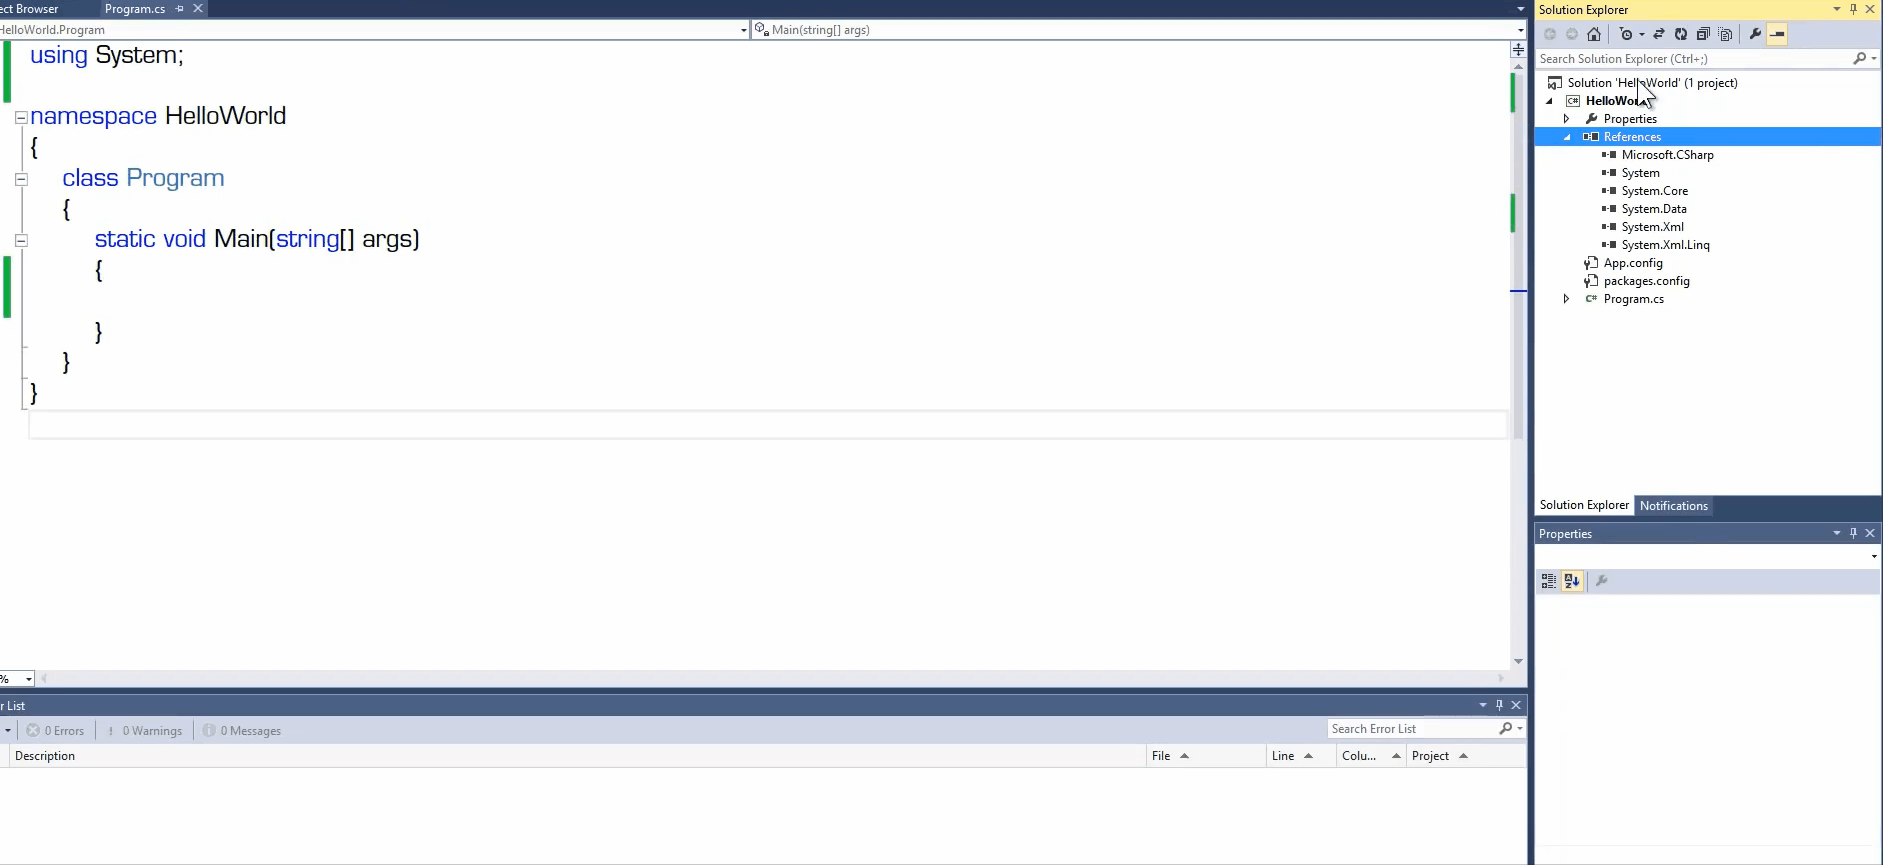 ect Browser
Program.cs
HelloWorld.Program
Main(string[] args)
using System;
namespace HelloWorld
{
class Program
{
static void Main(string[] args)
{
}
}
}
%
r List
0 Errors
! 0 Warnings
0 Messages
Search Error List
Description
File
Line
Colu...
Project
Solution Explorer
Search Solution Explorer (Ctrl+;)
Solution 'HelloWorld' (1 project)
C# HelloWor
Properties
References
Microsoft.CSharp
System
System.Core
System.Data
System.Xml
System.Xml.Linq
App.config
packages.config
C# Program.cs
Solution Explorer
Notifications
Properties